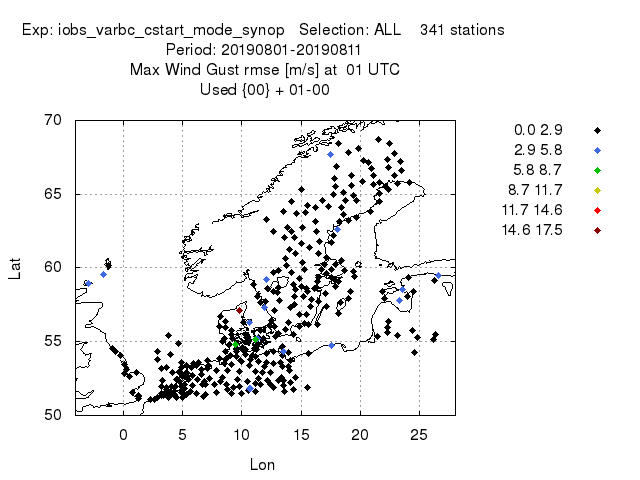 Exp: iobs_varbc_cstart_mode_synop Selection: ALL 341 stations
Period: 20190801-20190811
Max Wind Gust rmse [m/s] at 01 UTC
Used {00} + 01-00
70
65
60
55
50
Lat
0 5 10 15 20 25
Lon
0.0 2.9
2.9 5.8
5.8 8.7
8.7 11.7
11.7 14.6
14.6 17.5